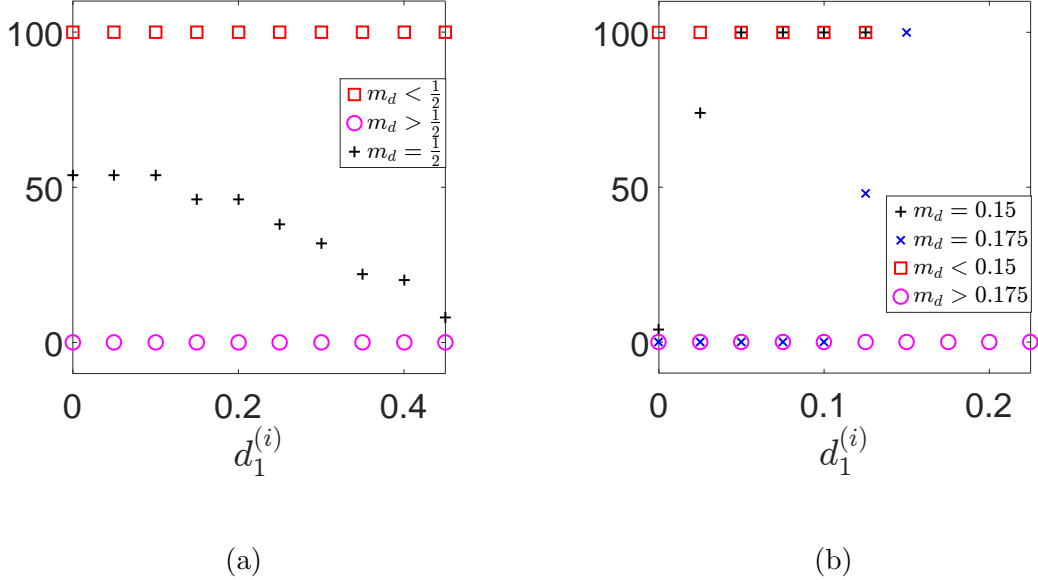 100
50
0
0
0.2
0.4
d_1^{(i)}
m_d < 1/2
m_d > 1/2
m_d = 1/2
(a)
100
50
0
0
0.1
0.2
d_1^{(i)}
m_d = 0.15
m_d = 0.175
m_d < 0.15
m_d > 0.175
(b)